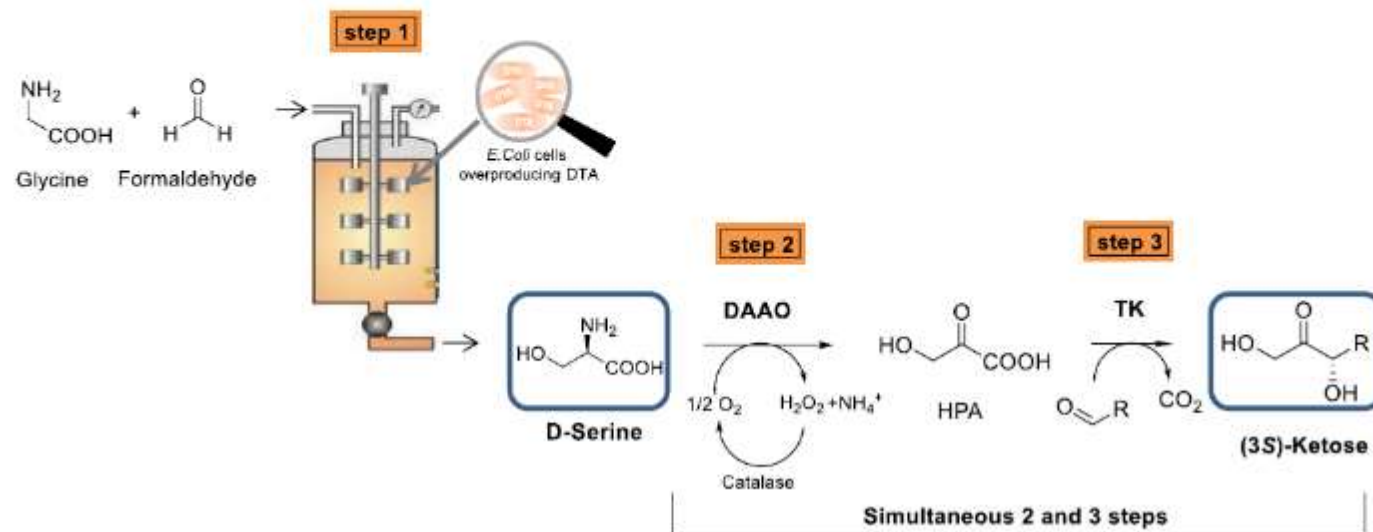 step 1
NH2
COOH
+
O
H H
Glycine Formaldehyde
E.Coli cells
overproducing DTA
step 2
step 3
NH2
HO COOH
D-Serine
DAAO
1/2 O2 H2O2 +NH4+
Catalase
O
HO COOH
HPA
TK
O R CO2
O
HO R
OH
(3S)-Ketose
Simultaneous 2 and 3 steps